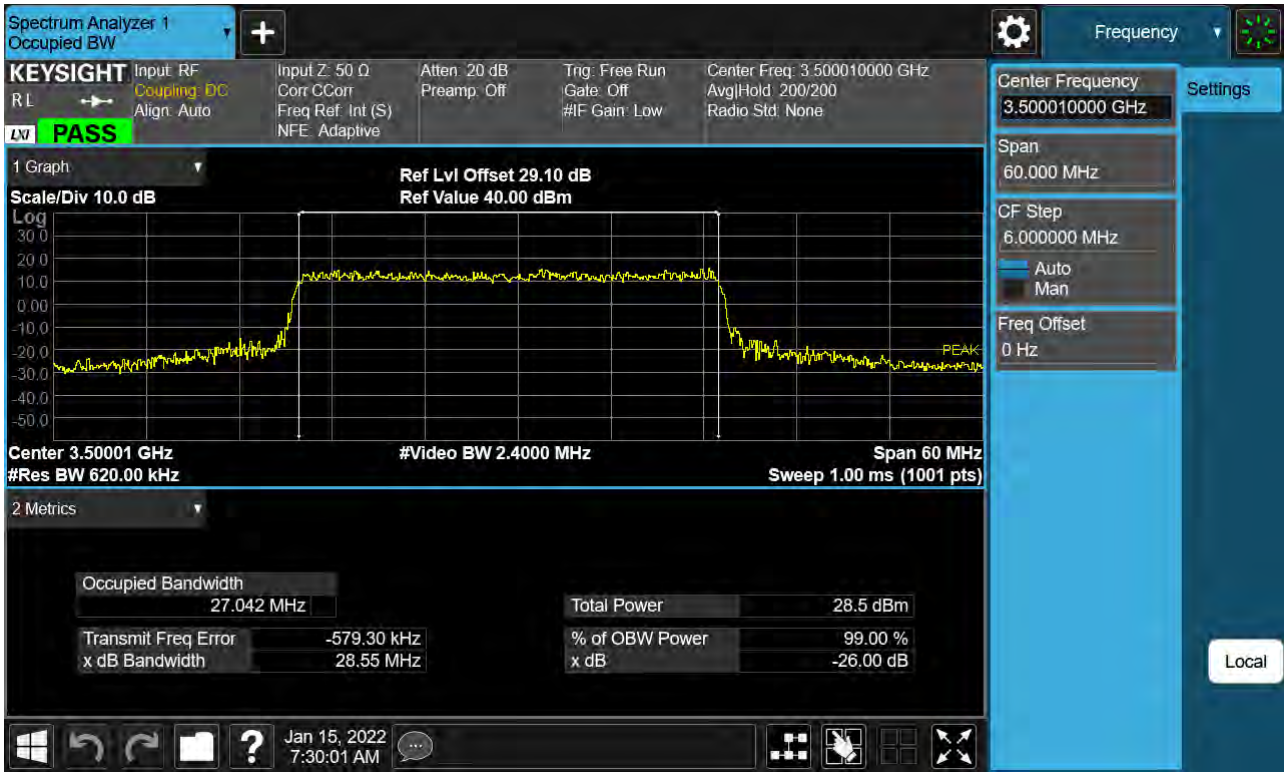 Spectrum Analyzer 1
Occupied BW
Frequency
KEYSIGHT
RL
LXI
PASS
Input: RF
Coupling: DC
Align: Auto
Input Z: 50 Ω
Corr CCorr
Freq Ref: Int (S)
NFE: Adaptive
Atten: 20 dB
Preamp: Off
Trig: Free Run
Gate: Off
#IF Gain: Low
Center Freq: 3.500010000 GHz
Avg|Hold: 200/200
Radio Std: None
Center Frequency
3.500010000 GHz
Settings
Span
60.000 MHz
CF Step
6.000000 MHz
Auto
Man
Freq Offset
0 Hz
Local
1 Graph
Scale/Div 10.0 dB
Ref Lvl Offset 29.10 dB
Ref Value 40.00 dBm
Log
30.0
20.0
10.0
0.00
-10.0
-20.0
-30.0
-40.0
-50.0
PEAK
Center 3.50001 GHz
#Video BW 2.4000 MHz
Span 60 MHz
#Res BW 620.00 kHz
Sweep 1.00 ms (1001 pts)
2 Metrics
Occupied Bandwidth
27.042 MHz
Transmit Freq Error -579.30 kHz
x dB Bandwidth 28.55 MHz
Total Power 28.5 dBm
% of OBW Power 99.00 %
x dB -26.00 dB
?
Jan 15, 2022
7:30:01 AM